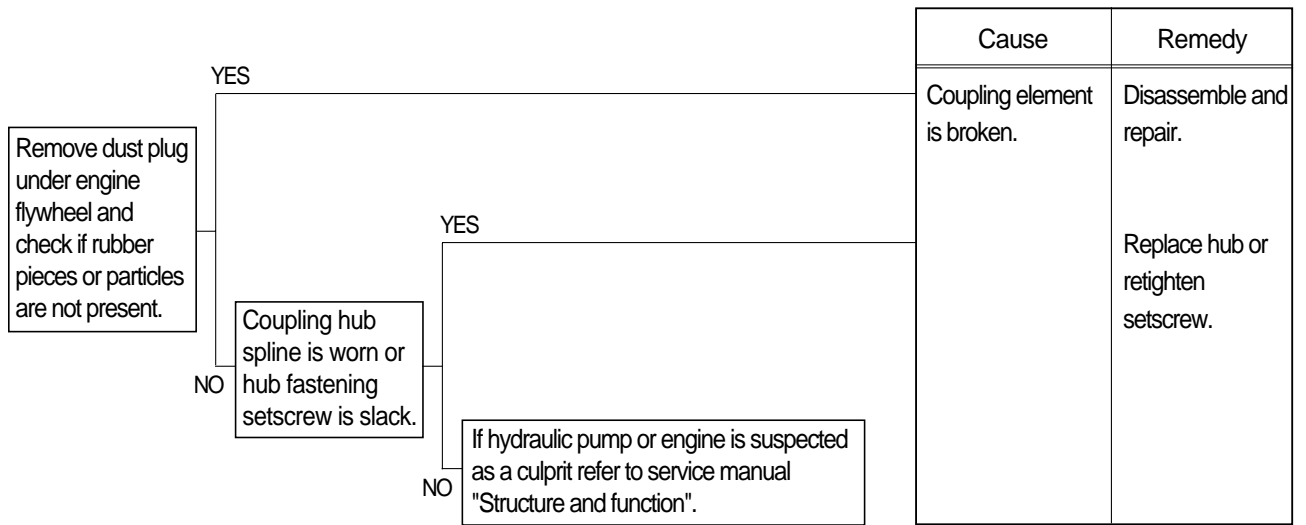 Cause
Remedy
YES
Coupling element
is broken.
Disassemble and
repair.
Remove dust plug
under engine
flywheel and
check if rubber
pieces or particles
are not present.
YES
Replace hub or
retighten
setscrew.
NO
Coupling hub
spline is worn or
hub fastening
setscrew is slack.
NO
If hydraulic pump or engine is suspected
as a culprit refer to service manual
"Structure and function".